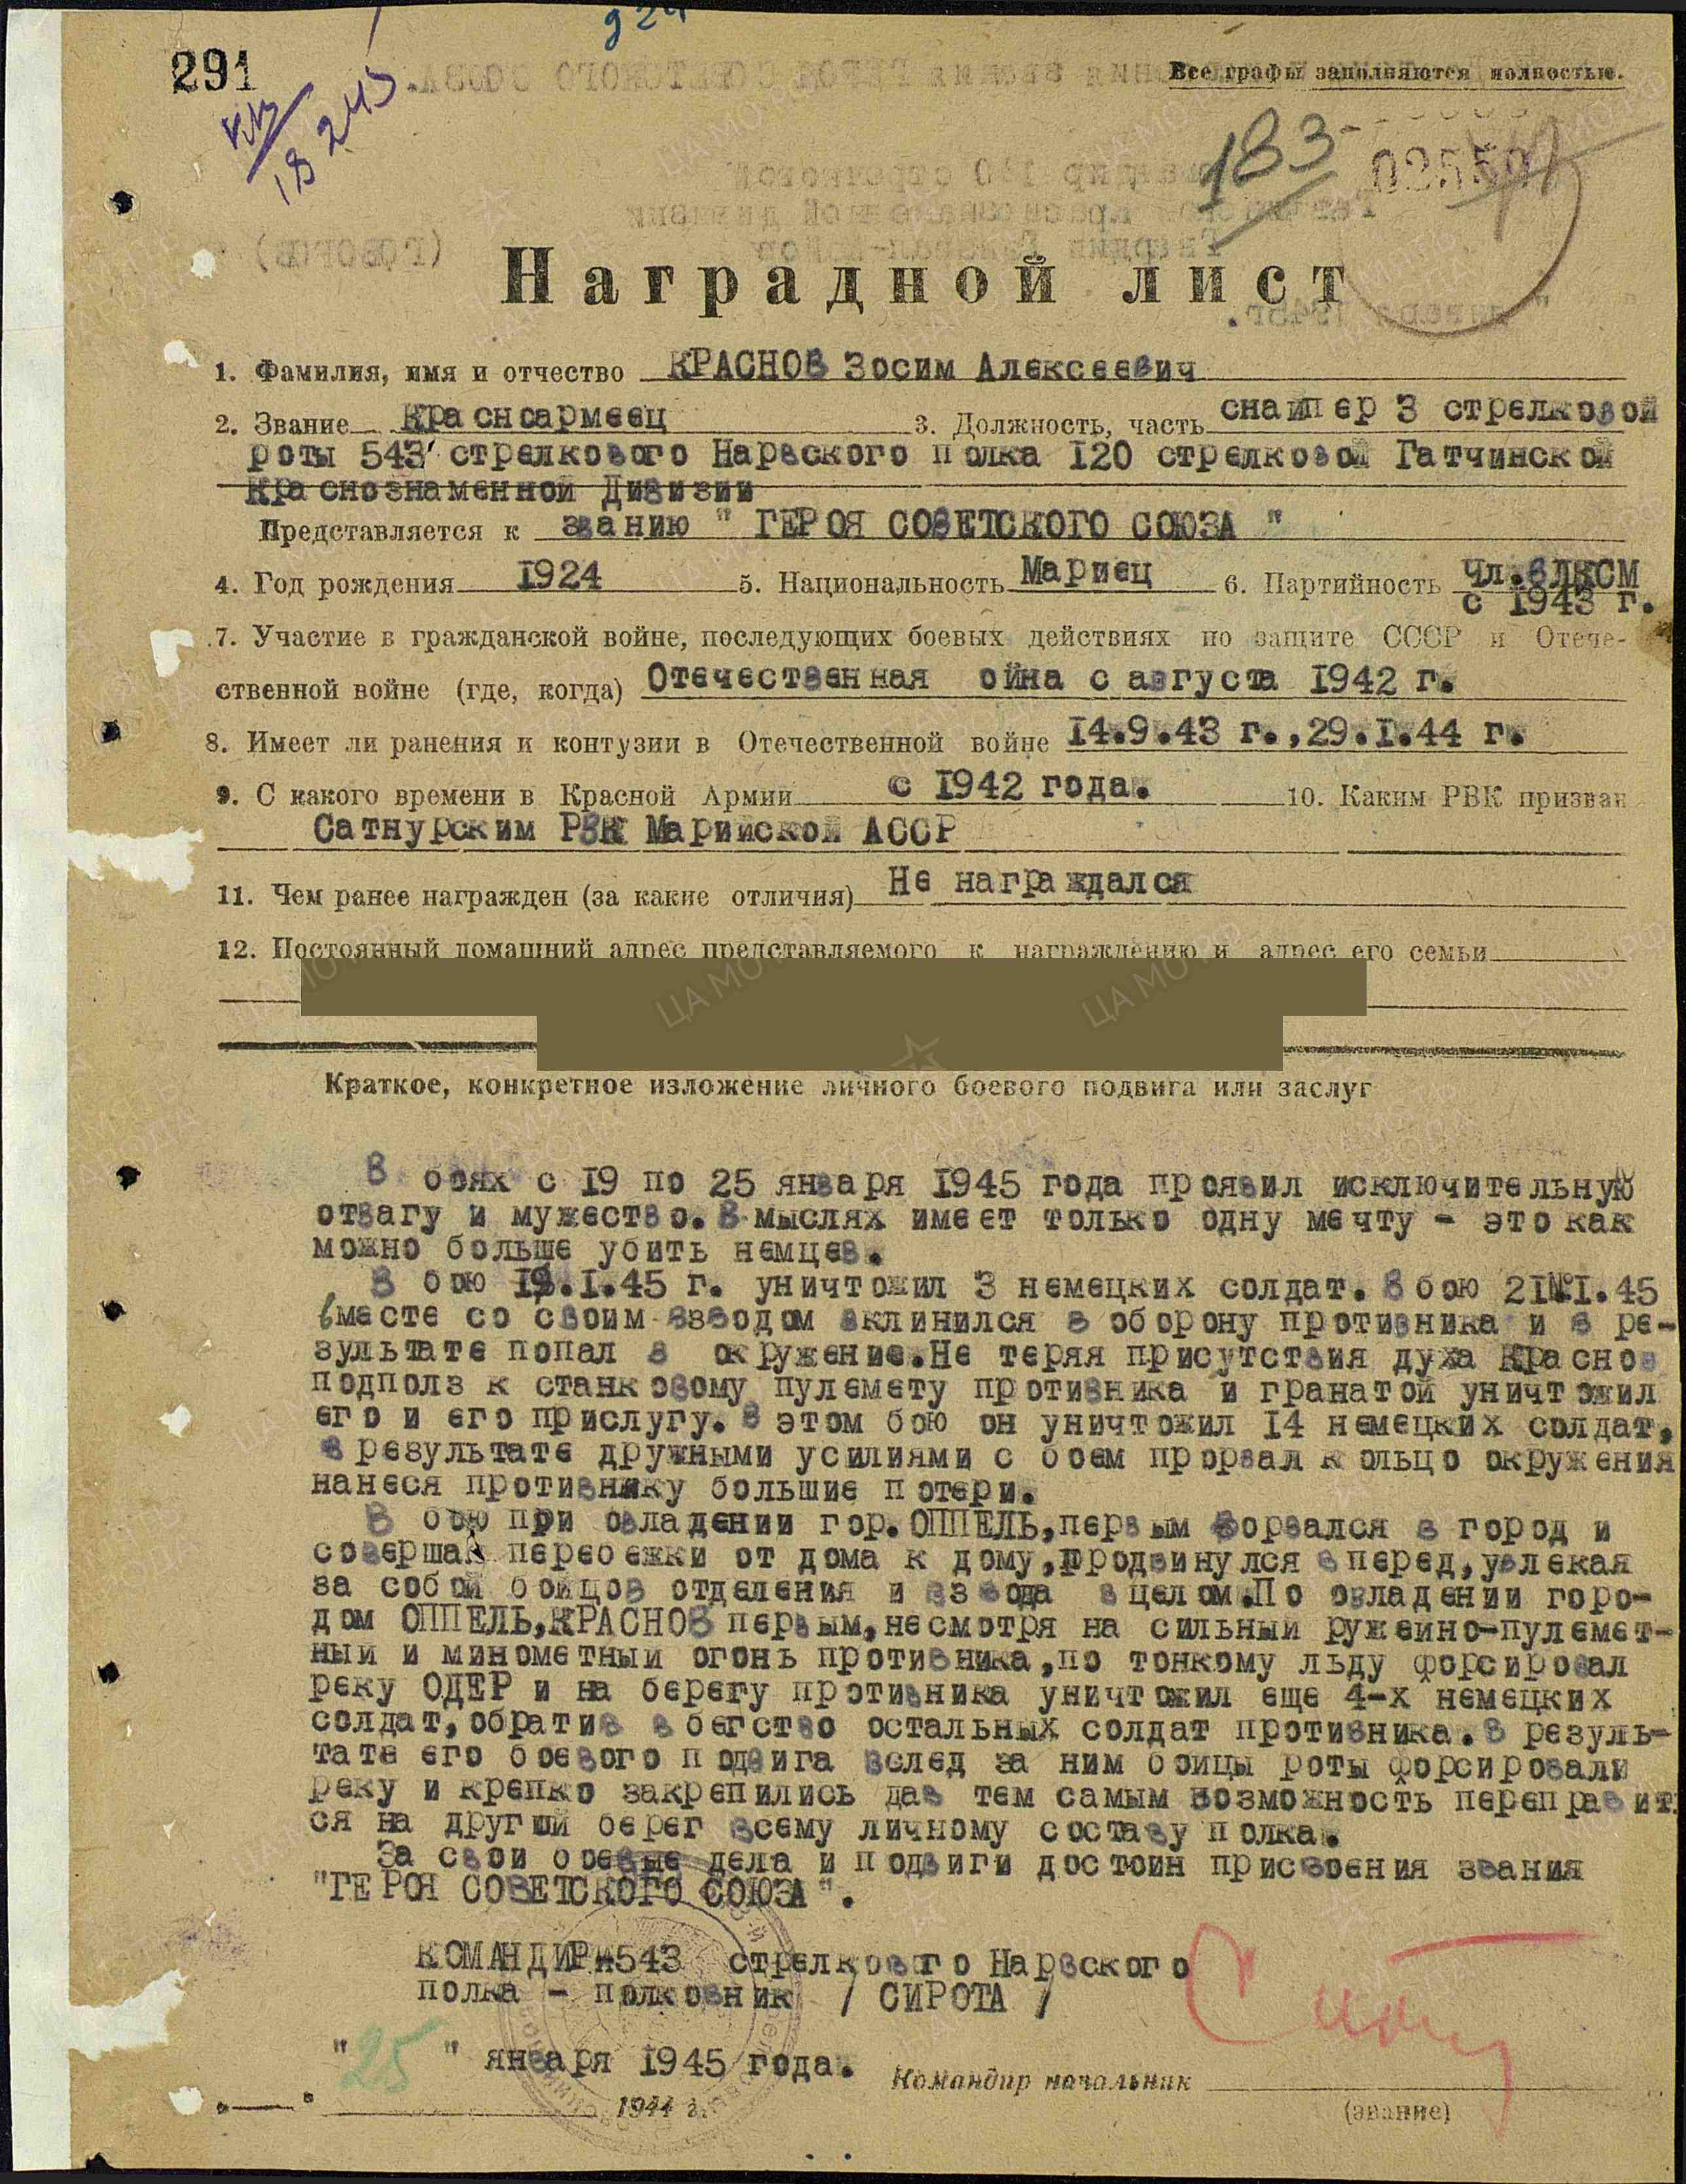 291
Все графы заполняются полностью.
183
Наградной лист
1. Фамилия, имя и отчество КРАСНОВ Зосим Алексеевич
2. Звание Красноармеец 3. Должность, часть снайпер 3 стрелковой
роты 543 стрелкового Нарвского полка 120 стрелковой Гатчинской
Краснознаменной Дивизии
Представляется к званию " ГЕРОЯ СОВЕТСКОГО СОЮЗА "
4. Год рождения 1924 5. Национальность Мариец 6. Партийность Чл.ВЛКСМ
с 1943 г.
7. Участие в гражданской войне, последующих боевых действиях по защите СССР и Отече-
ственной войне (где, когда) Отечественная ойна с августа 1942 г.
8. Имеет ли ранения и контузии в Отечественной войне 14.9.43 г.,29.I.44 г.
9. С какого времени в Красной Армии с 1942 года. 10. Каким РВК призван
Сатнурским РВК Марийской АССР
11. Чем ранее награжден (за какие отличия) Не награждался
12. Постоянный домашний адрес представляемого к награждению и адрес его семьи
Краткое, конкретное изложение личного боевого подвига или заслуг
В боях с 19 по 25 января 1945 года проявил исключительную
отвагу и мужество. В мыслях имеет только одну мечту - это как
можно больше убить немцев.
В бою 19.I.45 г. уничтожил 3 немецких солдат. В бою 21.I.45
вместе со своим взводом вклинился в оборону противника и в ре-
зультате попал в окружение. Не теряя присутствия духа Краснов
подполз к станковому пулемету противника и гранатой уничтожил
его и его прислугу. В этом бою он уничтожил 14 немецких солдат,
в результате дружными усилиями с боем прорвал кольцо окружения
нанеся противнику большие потери.
В бою при овладении гор. ОППЕЛЬ, первым ворвался в город и
совершая перебежки от дома к дому, продвинулся вперед, увлекая
за собой бойцов отделения и взвода в целом. По овладении горо-
дом ОППЕЛЬ, КРАСНОВ первым, несмотря на сильный ружейно-пулемет-
ный и минометный огонь противника, по тонкому льду форсировал
реку ОДЕР и на берегу противника уничтожил еще 4-х немецких
солдат, обратив в бегство остальных солдат противника. В резуль-
тате его боевого подвига вслед за ним бойцы роты форсировали
реку и крепко закрепились дав тем самым возможность переправит
ся на другой берег всему личному составу полка.
За свои боевые дела и подвиги достоин присвоения звания
"ГЕРОЯ СОВЕТСКОГО СОЮЗА".
КОМАНДИР 543 стрелкового Нарвского
полка - полковник / СИРОТА /
" 25 " января 1945 года.
Командир начальник
1944 г.
(звание)